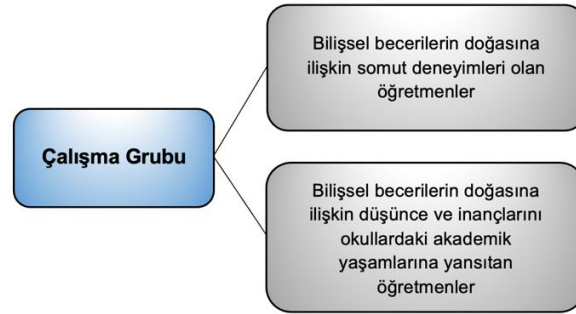 Bilişsel becerilerin doğasına
ilişkin somut deneyimleri olan
öğretmenler
Çalışma Grubu
Bilişsel becerilerin doğasına
ilişkin düşünce ve inançlarını
okullardaki akademik
yaşamlarına yansıtan
öğretmenler